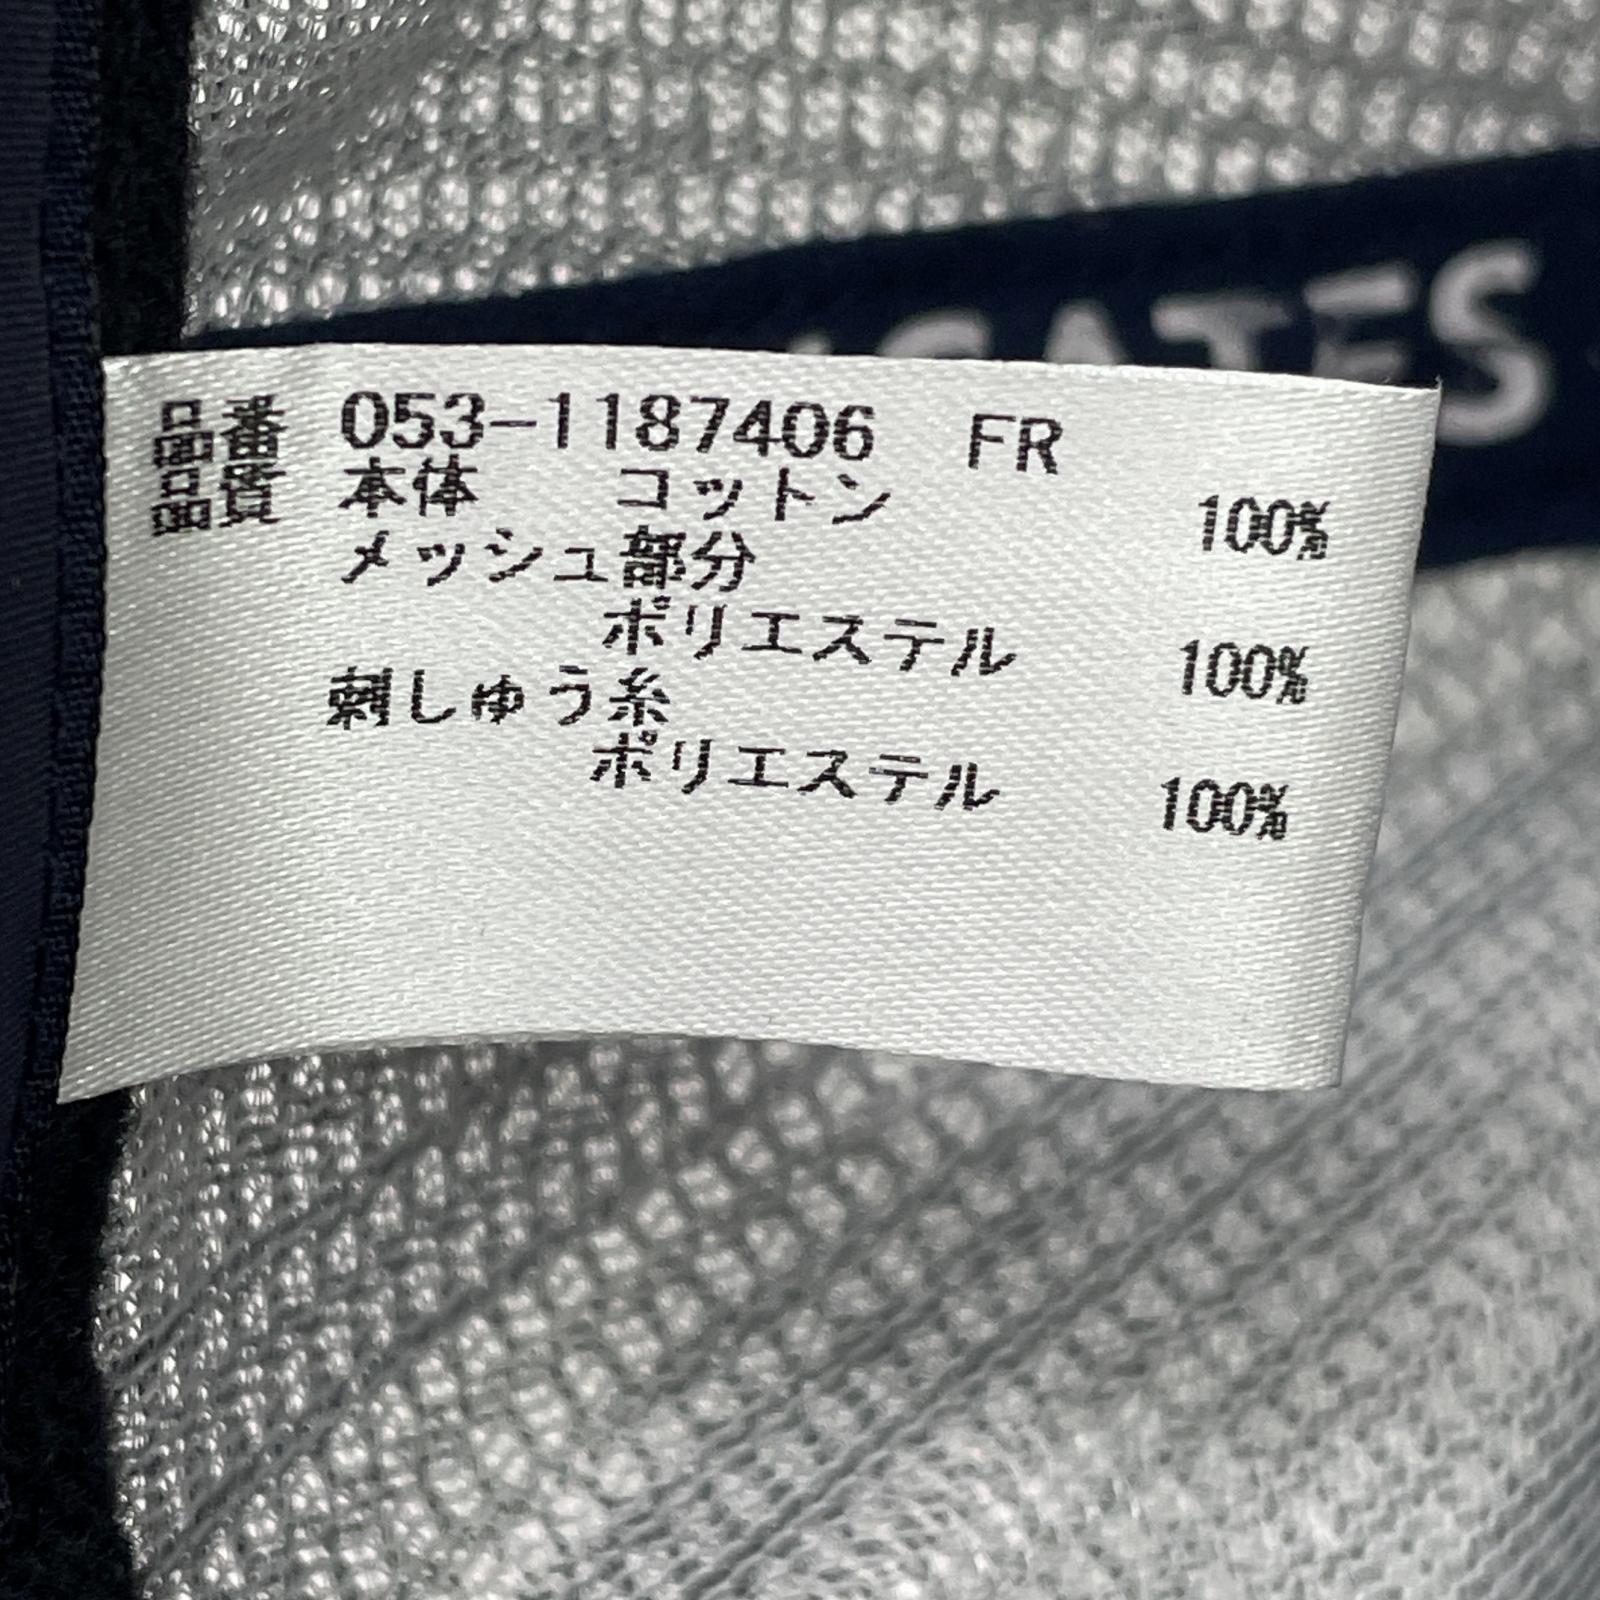 GATES
品番 053-1187406 FR
品質 本体 コットン 100%
メッシュ部分
ポリエステル 100%
刺しゅう糸
ポリエステル 100%